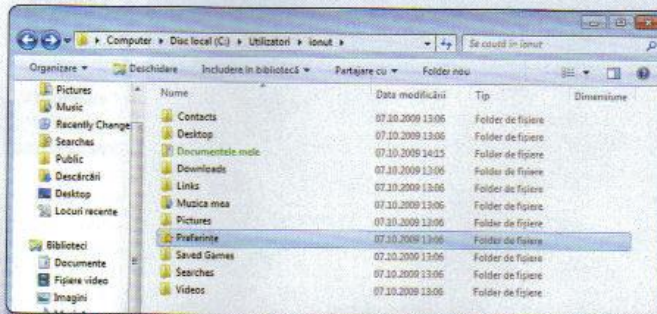 Computer ▸ Disc local (C:) ▸ Utilizatori ▸ ionut ▸
Se caută în ionut
Organizare Deschidere Includere în bibliotecă Partajare cu Folder nou
Pictures
Music
Recently Change
Searches
Public
Descărcări
Desktop
Locuri recente
Biblioteci
Documente
Fișiere video
Imagini
Nume Data modificării Tip Dimensiune
Contacts 07.10.2009 13:06 Folder de fișiere
Desktop 07.10.2009 13:06 Folder de fișiere
Documentele mele 07.10.2009 14:15 Folder de fișiere
Downloads 07.10.2009 13:06 Folder de fișiere
Links 07.10.2009 13:06 Folder de fișiere
Muzica mea 07.10.2009 13:06 Folder de fișiere
Pictures 07.10.2009 13:06 Folder de fișiere
Preferințe 07.10.2009 13:06 Folder de fișiere
Saved Games 07.10.2009 13:06 Folder de fișiere
Searches 07.10.2009 13:06 Folder de fișiere
Videos 07.10.2009 13:06 Folder de fișiere